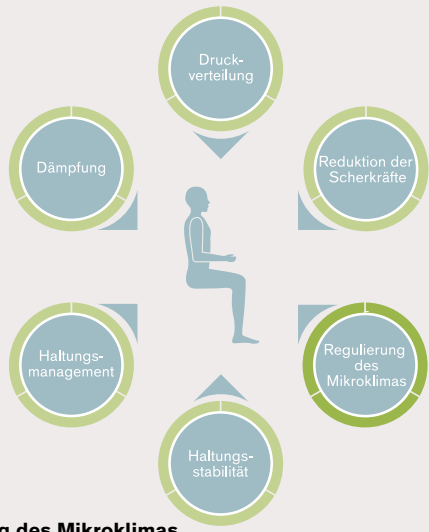 Druck-
verteilung
Dämpfung
Reduktion der
Scherkräfte
Haltungs-
management
Regulierung
des
Mikroklimas
Haltungs-
stabilität
des Mikroklimas